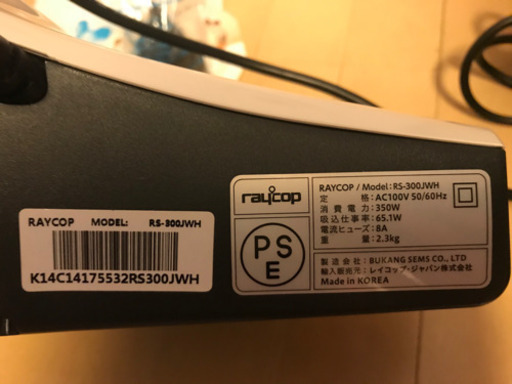 RAYCOP MODEL: RS-300JWH
K14C14175532RS300JWH
raycop
PS
E
RAYCOP / Model: RS-300JWH
定 格: AC100V 50/60Hz
消 費 電 力: 350W
吸込仕事率: 65.1W
電流ヒューズ: 8A
重 量: 2.3kg
製 造 会 社: BUKANG SEMS CO., LTD
輸入販売元: レイコップ・ジャパン株式会社
Made in KOREA